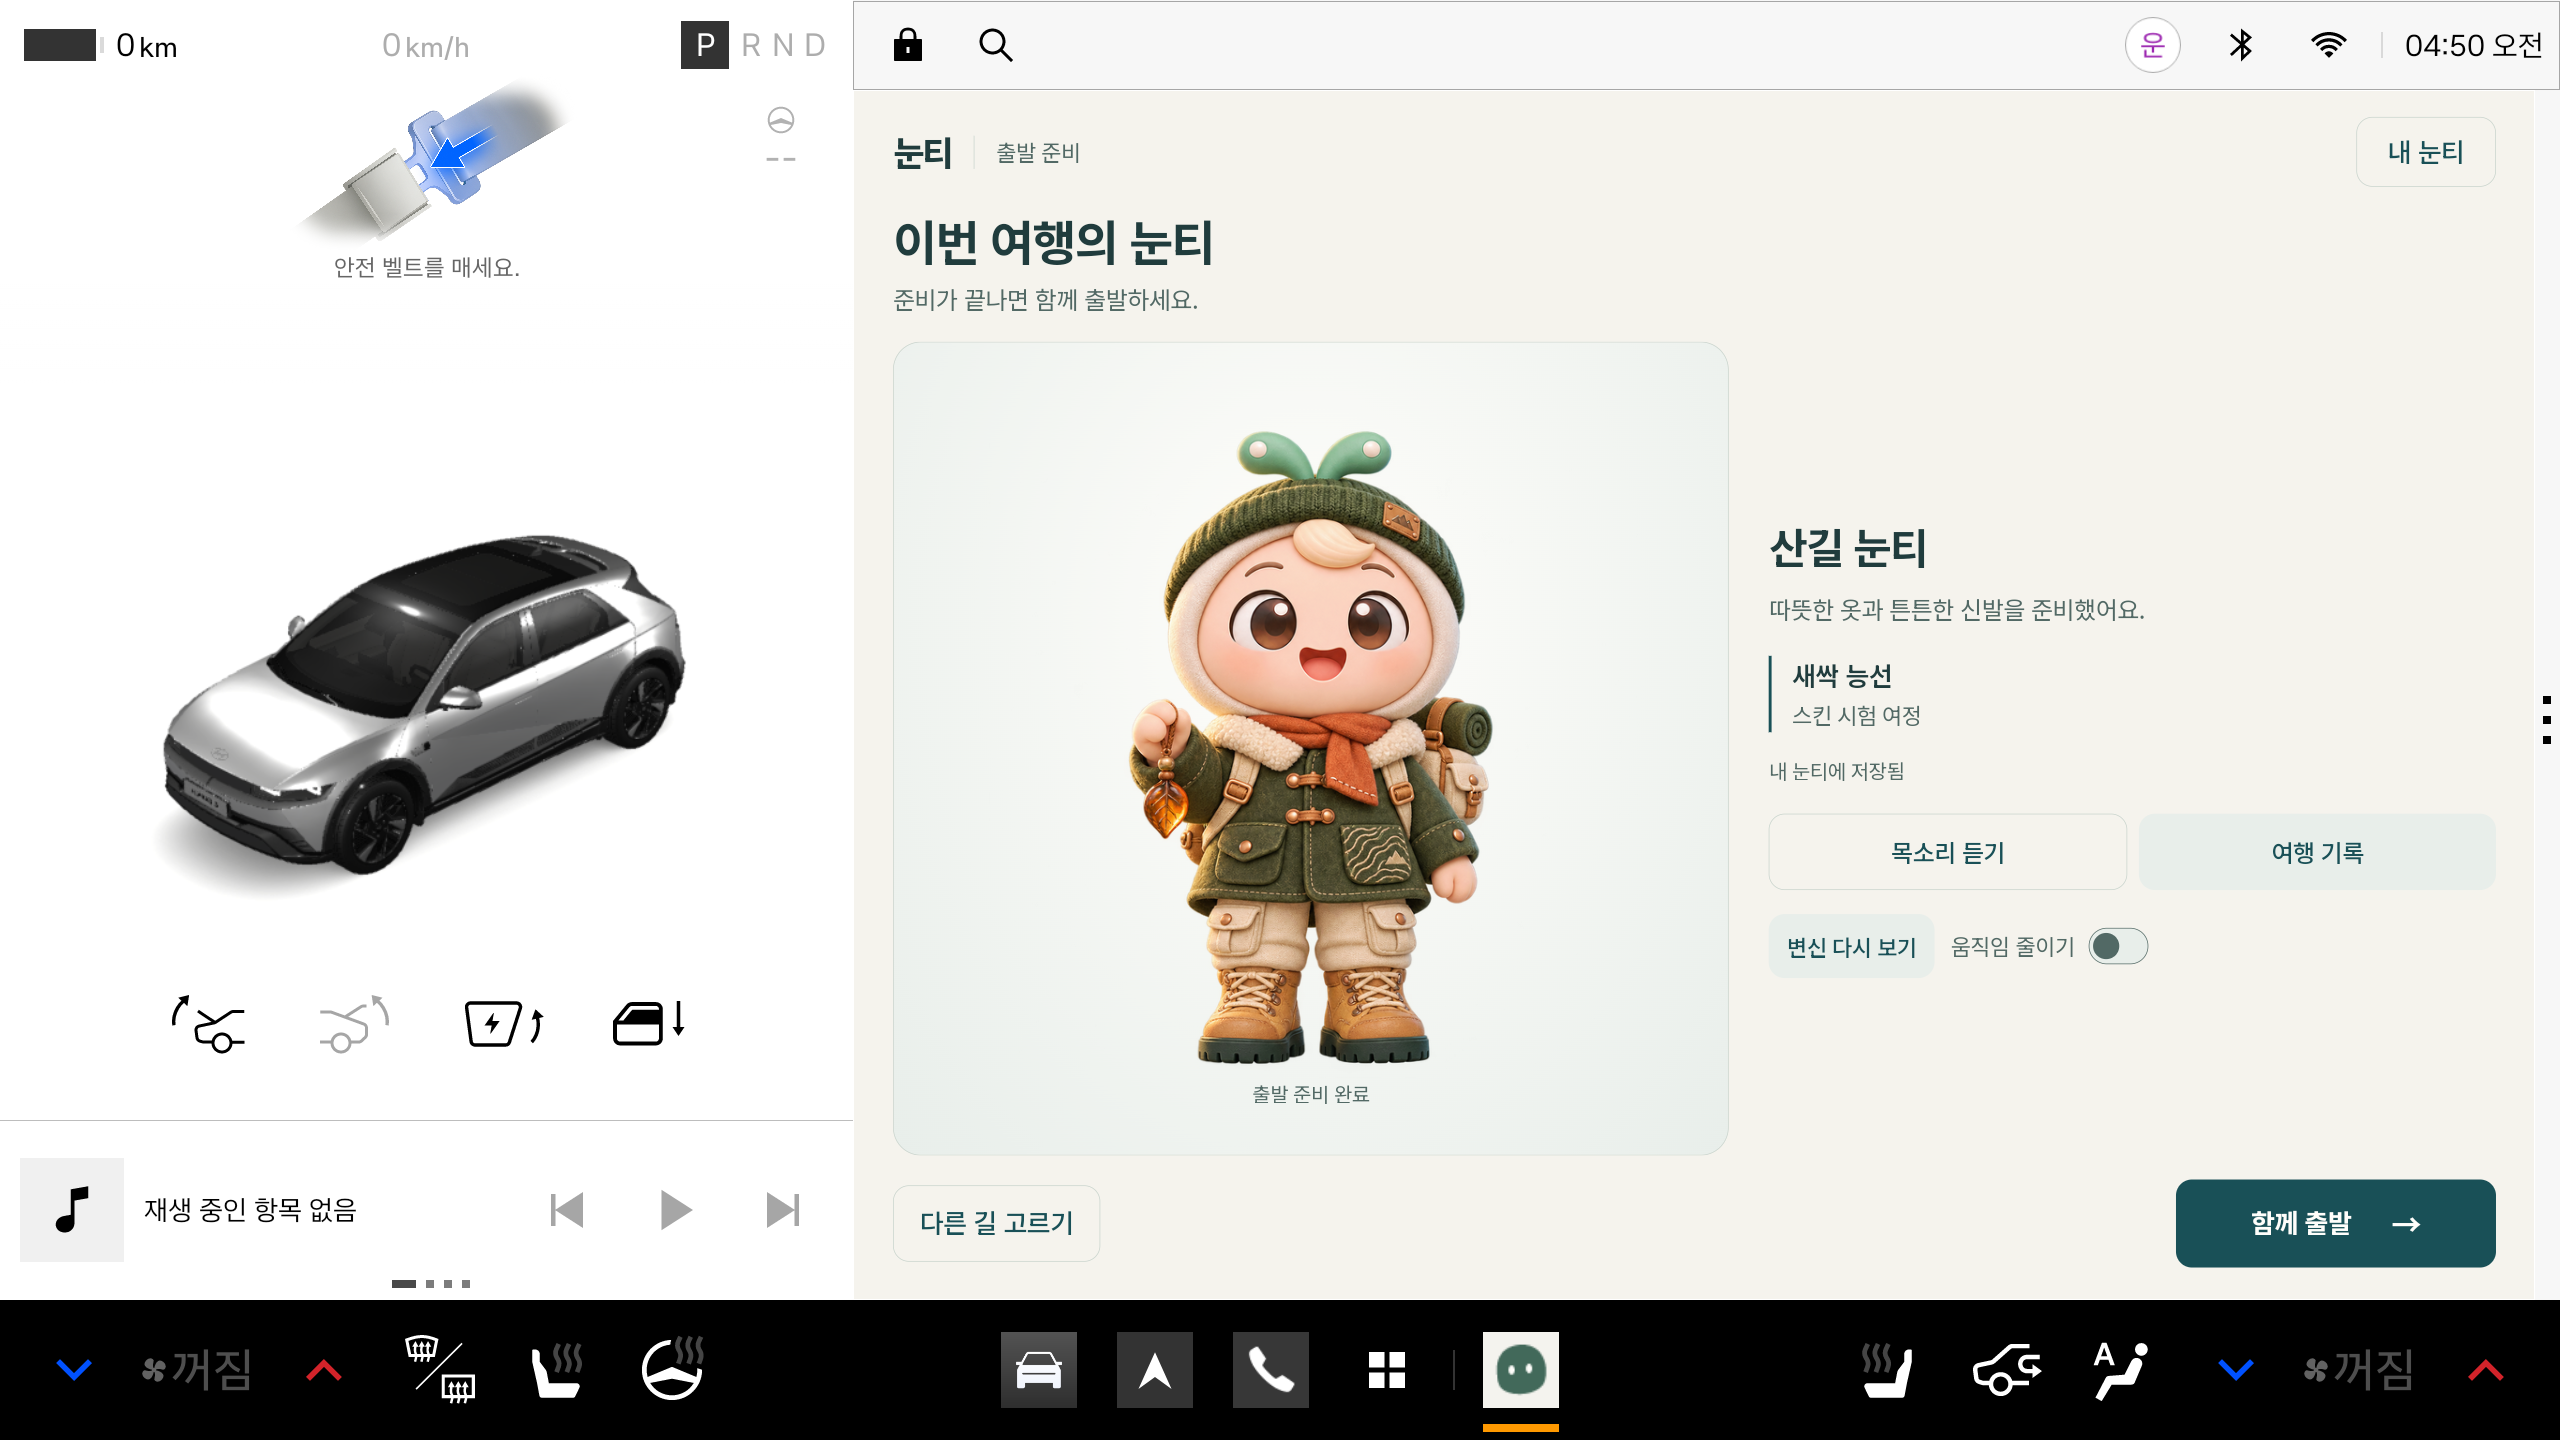 0 km
0 km/h
P R N D
안전 벨트를 매세요.
재생 중인 항목 없음
운
04:50 오전
눈티
출발 준비
내 눈티
이번 여행의 눈티
준비가 끝나면 함께 출발하세요.
출발 준비 완료
산길 눈티
따뜻한 옷과 튼튼한 신발을 준비했어요.
새싹 능선
스킨 시험 여정
내 눈티에 저장됨
목소리 듣기
여행 기록
변신 다시 보기
움직임 줄이기
다른 길 고르기
함께 출발 →
꺼짐
A
꺼짐